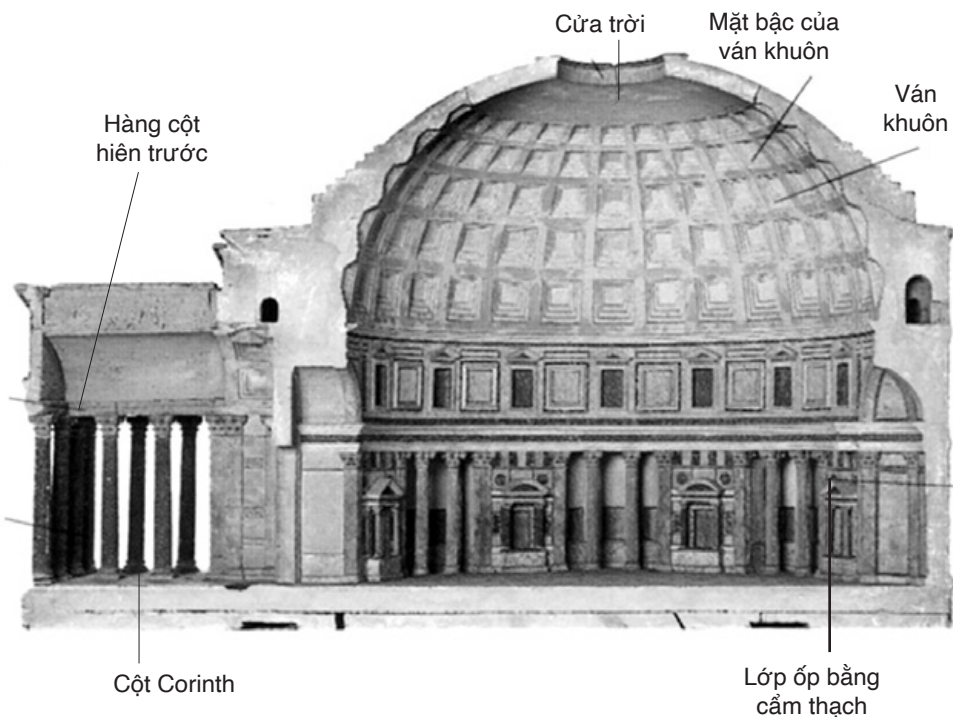 Cửa trời
Mặt bậc của
ván khuôn
Ván
khuôn
Hàng cột
hiên trước
Cột Corinth
Lớp ốp bằng
cẩm thạch